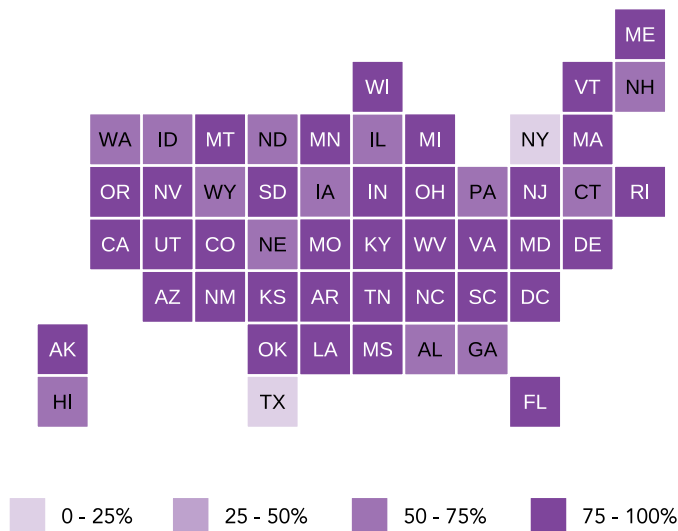 ME
WI VT NH
WA ID MT ND MN IL MI NY MA
OR NV WY SD IA IN OH PA NJ CT RI
CA UT CO NE MO KY WV VA MD DE
AZ NM KS AR TN NC SC DC
AK OK LA MS AL GA
HI TX FL
0 - 25% 25 - 50% 50 - 75% 75 - 100%